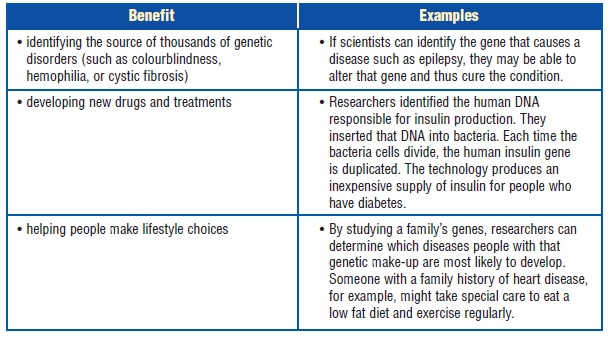 Benefit
Examples
• identifying the source of thousands of genetic
disorders (such as colourblindness,
hemophilia, or cystic fibrosis)
• If scientists can identify the gene that causes a
disease such as epilepsy, they may be able to
alter that gene and thus cure the condition.
• developing new drugs and treatments
• Researchers identified the human DNA
responsible for insulin production. They
inserted that DNA into bacteria. Each time the
bacteria cells divide, the human insulin gene
is duplicated. The technology produces an
inexpensive supply of insulin for people who
have diabetes.
• helping people make lifestyle choices
• By studying a family’s genes, researchers can
determine which diseases people with that
genetic make-up are most likely to develop.
Someone with a family history of heart disease,
for example, might take special care to eat a
low fat diet and exercise regularly.